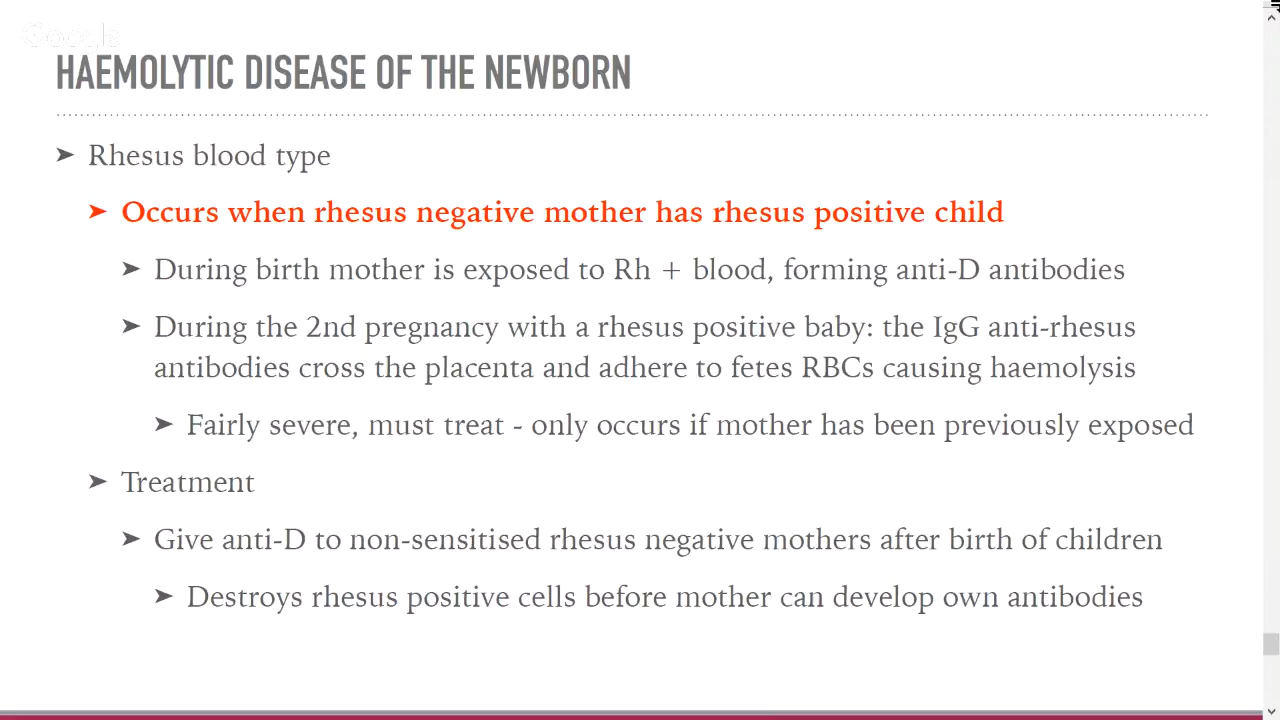 HAEMOLYTIC DISEASE OF THE NEWBORN
➤ Rhesus blood type
➤ Occurs when rhesus negative mother has rhesus positive child
➤ During birth mother is exposed to Rh + blood, forming anti-D antibodies
➤ During the 2nd pregnancy with a rhesus positive baby: the IgG anti-rhesus
antibodies cross the placenta and adhere to fetes RBCs causing haemolysis
➤ Fairly severe, must treat - only occurs if mother has been previously exposed
➤ Treatment
➤ Give anti-D to non-sensitised rhesus negative mothers after birth of children
➤ Destroys rhesus positive cells before mother can develop own antibodies